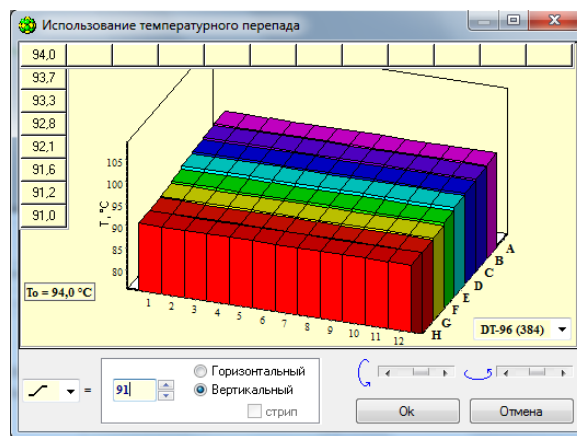 Использование температурного перепада
94,0
93,7
93,3
92,8
92,1
91,6
91,2
91,0
105
100
95
90
85
80
T, °C
1 2 3 4 5 6 7 8 9 10 11 12
A
B
C
D
E
F
G
H
To = 94,0 °C
DT-96 (384)
= 91
Горизонтальный
Вертикальный
стрип
Ok Отмена